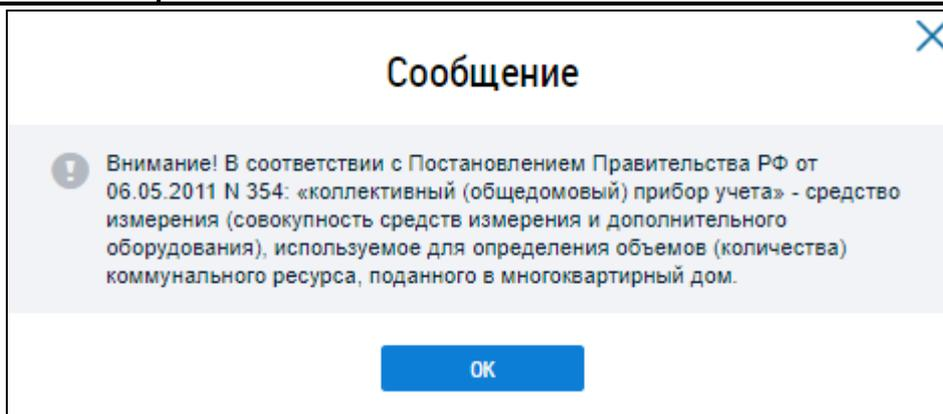 Сообщение
Внимание! В соответствии с Постановлением Правительства РФ от
06.05.2011 N 354: «коллективный (общедомовый) прибор учета» - средство
измерения (совокупность средств измерения и дополнительного
оборудования), используемое для определения объемов (количества)
коммунального ресурса, поданного в многоквартирный дом.
ОК